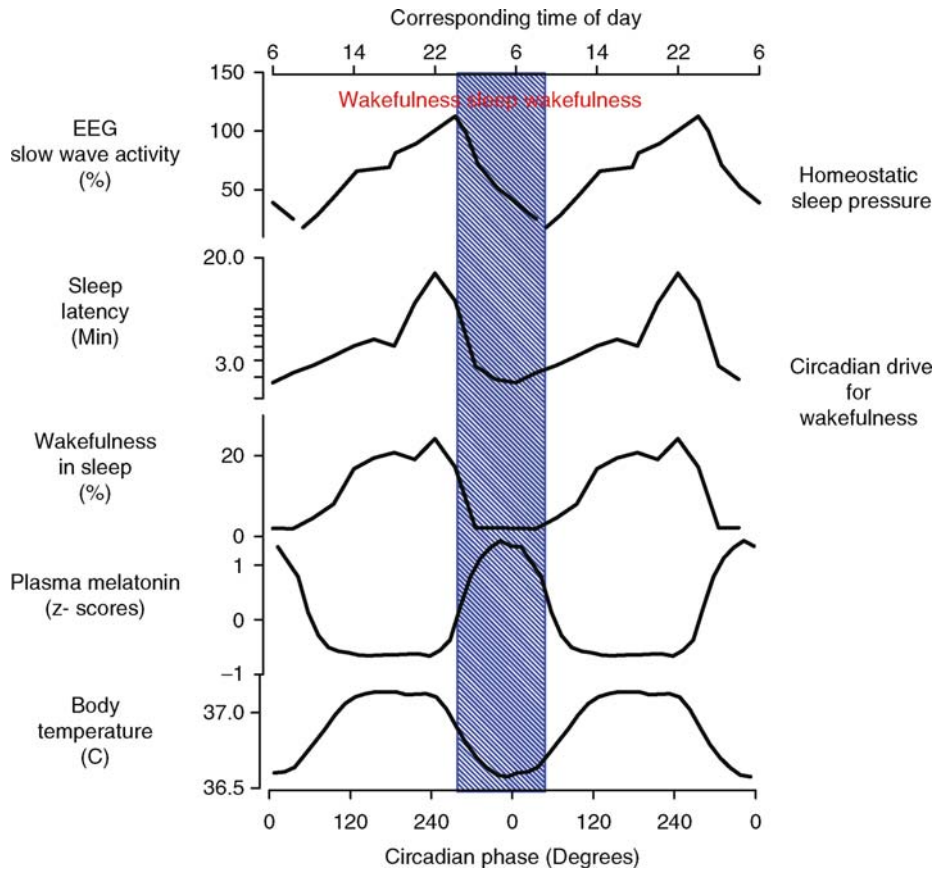 Corresponding time of day
6 14 22 6 14 22 6
150
100
50
EEG
slow wave activity
(%)
Wakefulness sleep wakefulness
Homeostatic
sleep pressure
20.0
3.0
Sleep
latency
(Min)
Circadian drive
for
wakefulness
20
0
Wakefulness
in sleep
(%)
1
0
−1
Plasma melatonin
(z- scores)
37.0
36.5
Body
temperature
(C)
0 120 240 0 120 240 0
Circadian phase (Degrees)